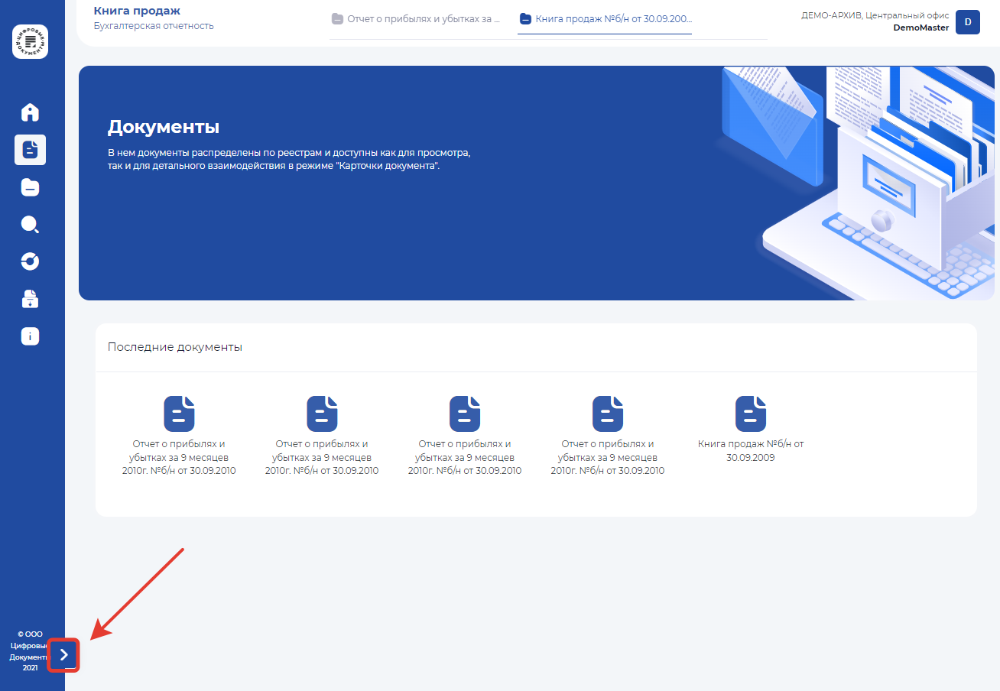 Книга продаж
Бухгалтерская отчетность
Отчет о прибылях и убытках за ...
Книга продаж №б/н от 30.09.200...
ДЕМО-АРХИВ, Центральный офис
DemoMaster
D
ЦИФРОВЫЕ ДОКУМЕНТЫ
Документы
В нем документы распределены по реестрам и доступны как для просмотра,
так и для детального взаимодействия в режиме "Карточки документа".
Последние документы
Отчет о прибылях и
убытках за 9 месяцев
2010г. №б/н от 30.09.2010
Отчет о прибылях и
убытках за 9 месяцев
2010г. №б/н от 30.09.2010
Отчет о прибылях и
убытках за 9 месяцев
2010г. №б/н от 30.09.2010
Отчет о прибылях и
убытках за 9 месяцев
2010г. №б/н от 30.09.2010
Книга продаж №б/н от
30.09.2009
© ООО
Цифровые
Документ
2021